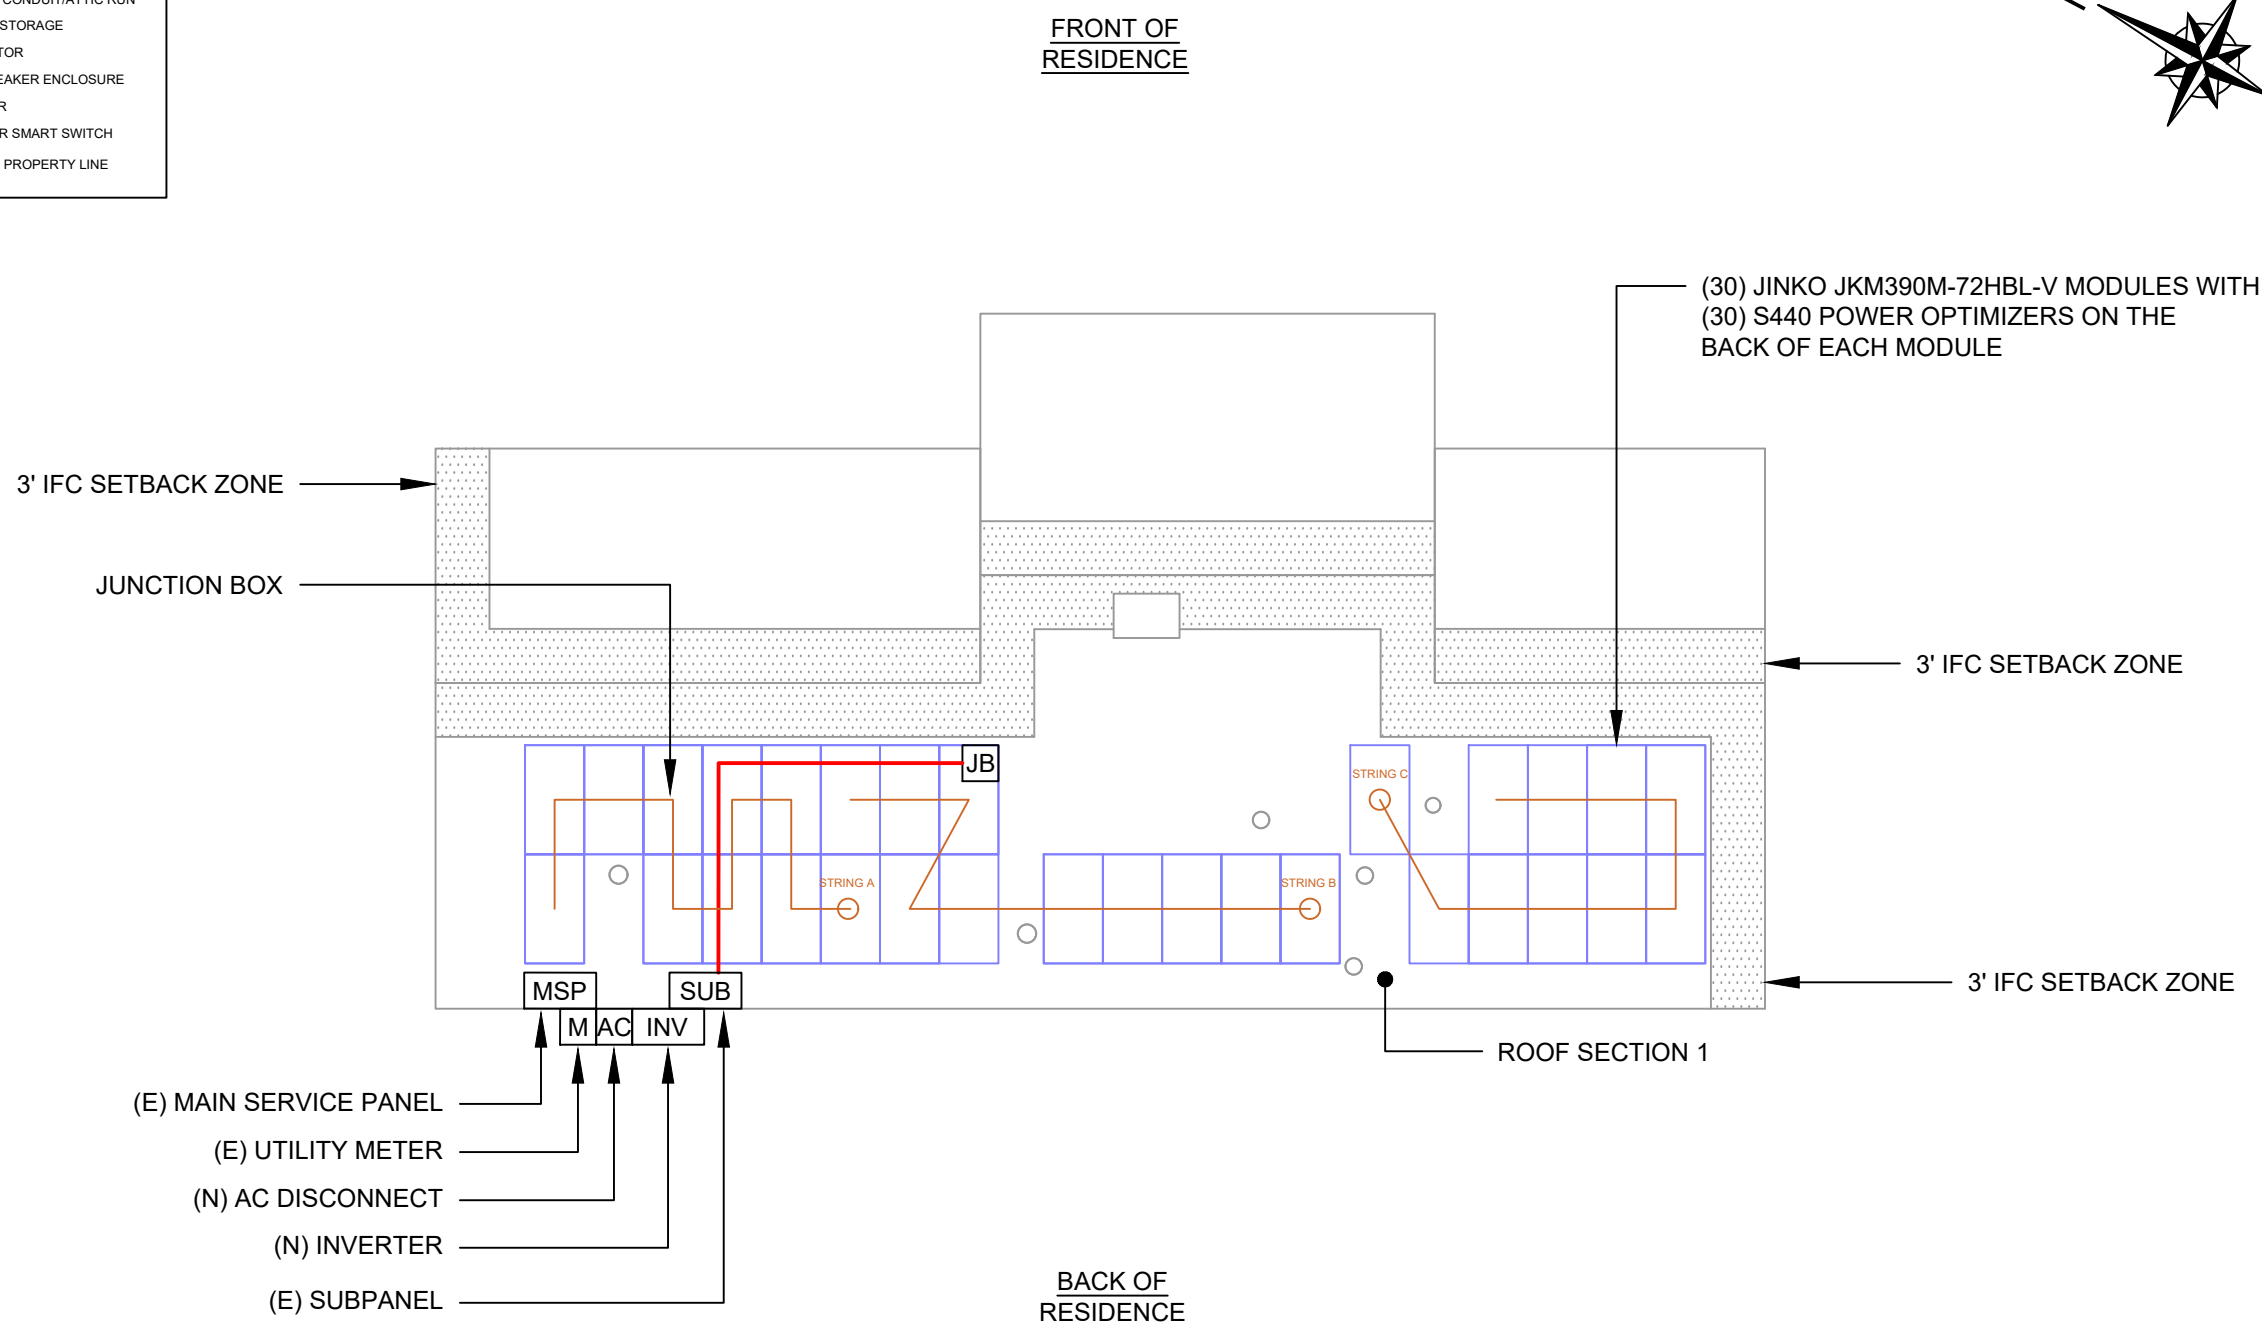 STORAGE
ENCLOSURE
SMART SWITCH
PROPERTY LINE
FRONT OF
RESIDENCE
(30) JINKO JKM390M-72HBL-V MODULES WITH
(30) S440 POWER OPTIMIZERS ON THE
BACK OF EACH MODULE
3' IFC SETBACK ZONE
JUNCTION BOX
3' IFC SETBACK ZONE
JB
STRING C
STRING A
STRING B
3' IFC SETBACK ZONE
MSP
SUB
M
AC
INV
ROOF SECTION 1
(E) MAIN SERVICE PANEL
(E) UTILITY METER
(N) AC DISCONNECT
(N) INVERTER
(E) SUBPANEL
BACK OF
RESIDENCE